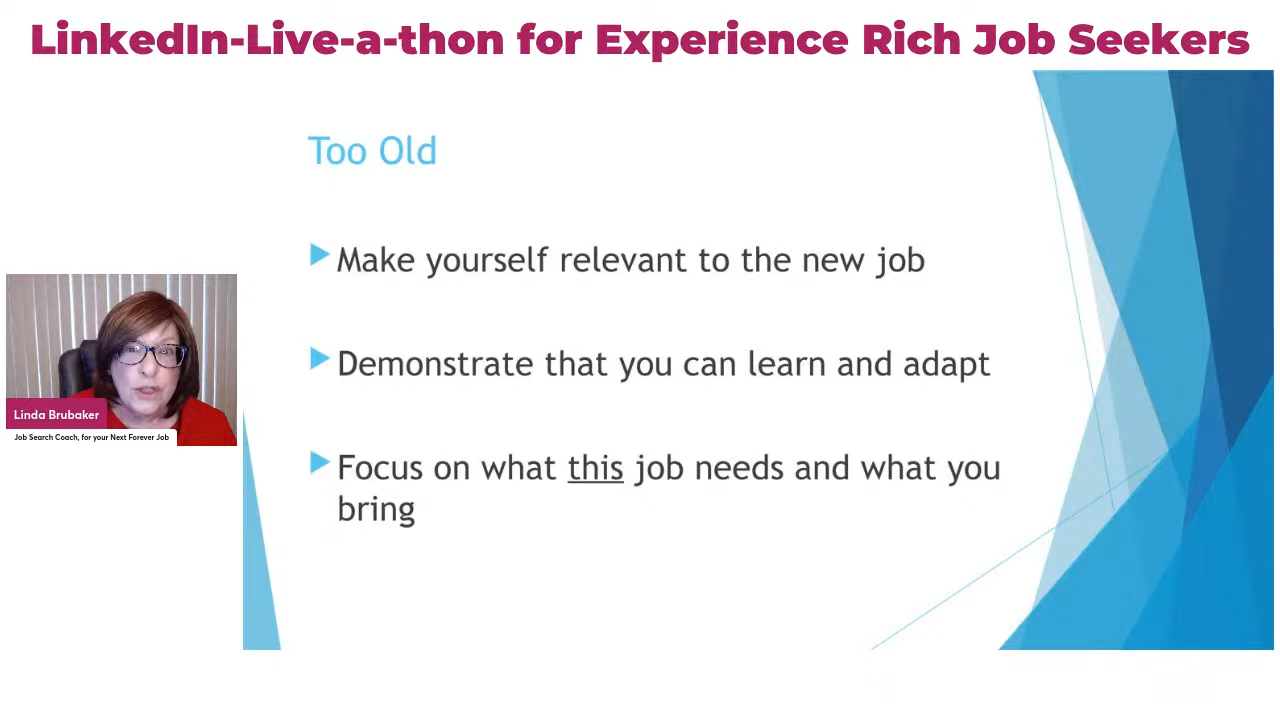 LinkedIn-Live-a-thon for Experience Rich Job Seekers
Too Old
Make yourself relevant to the new job
Demonstrate that you can learn and adapt
Focus on what this job needs and what you
bring
Linda Brubaker
Job Search Coach, for your Next Forever Job